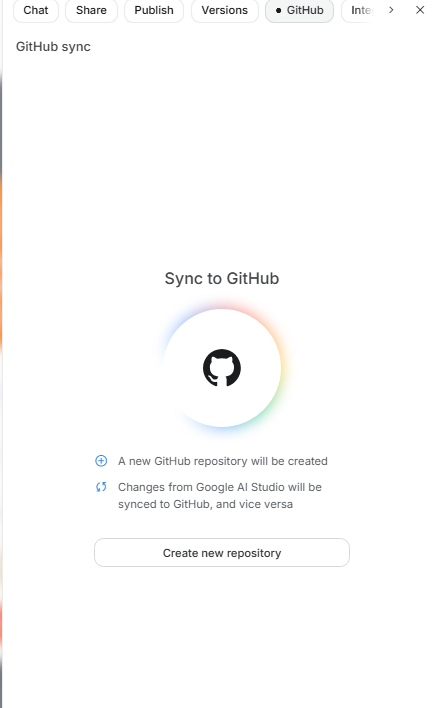 Chat Share Publish Versions GitHub
GitHub sync
Sync to GitHub
A new GitHub repository will be created
Changes from Google AI Studio will be
synced to GitHub, and vice versa
Create new repository